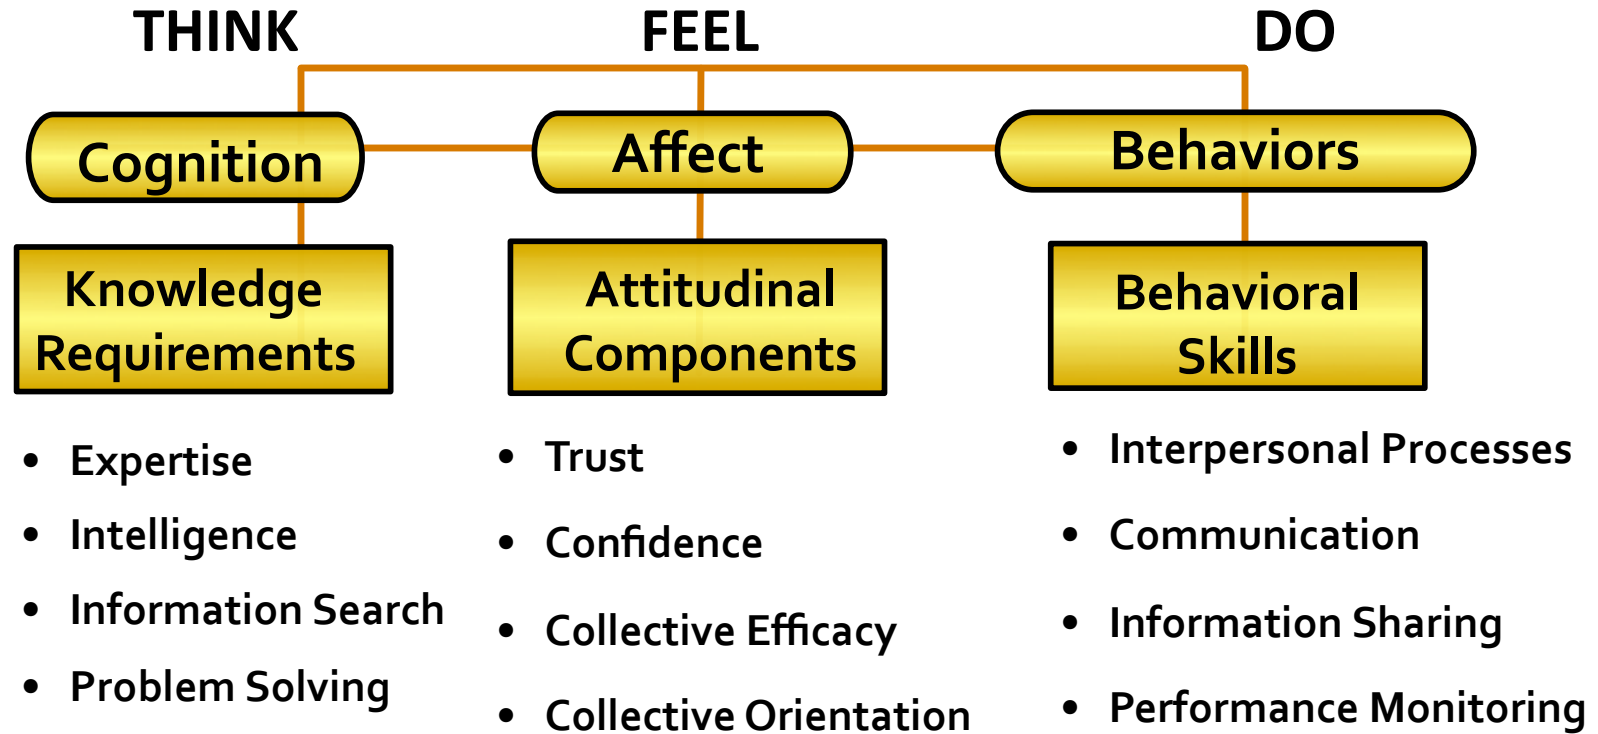 THINK
FEEL
DO
Cognition
Affect
Behaviors
Knowledge
Requirements
Attitudinal
Components
Behavioral
Skills
• Expertise
• Intelligence
• Information Search
• Problem Solving
• Trust
• Confidence
• Collective Efficacy
• Collective Orientation
• Interpersonal Processes
• Communication
• Information Sharing
• Performance Monitoring